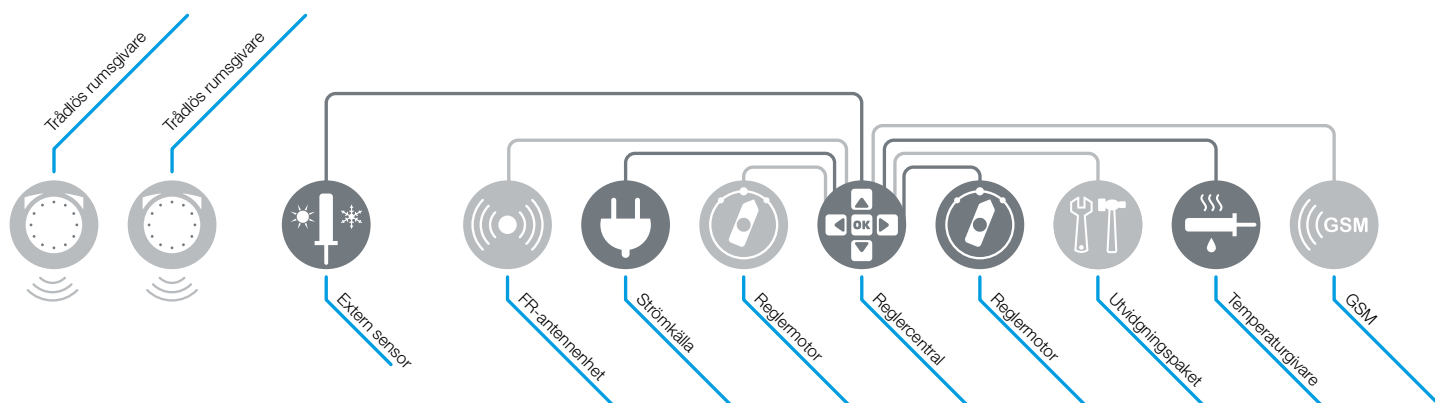 Trådlös rumsgivare
Trådlös rumsgivare
OK
GSM
Extern sensor
FR-antennenhet
Strömkälla
Reglermotor
Reglercentral
Reglermotor
Utvidgningspaket
Temperaturgivare
GSM